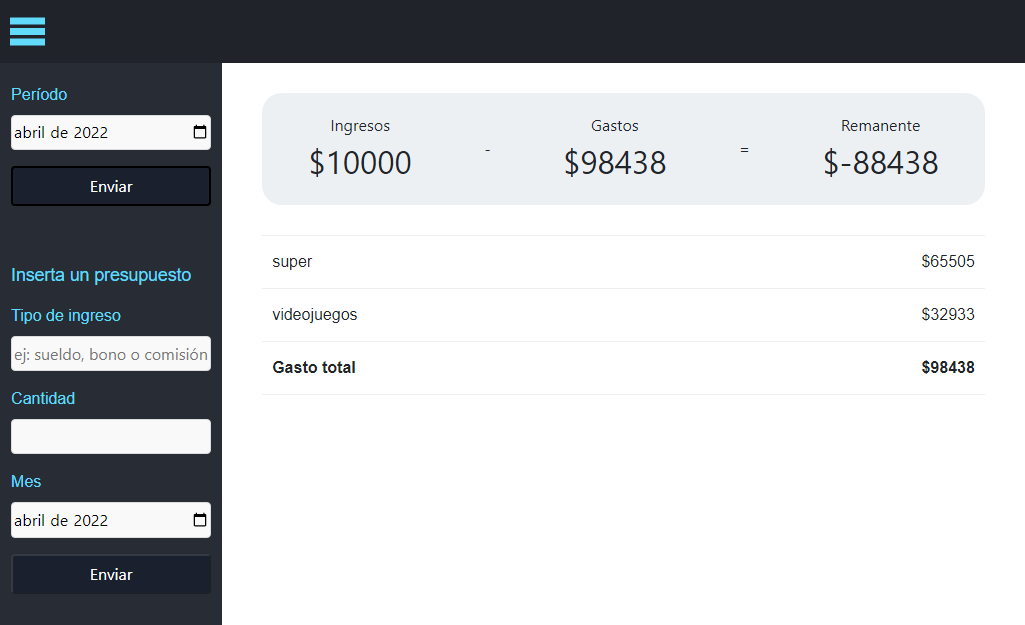 Período
abril de 2022
Enviar
Inserta un presupuesto
Tipo de ingreso
ej: sueldo, bono o comisión
Cantidad
Mes
abril de 2022
Enviar
Ingresos - Gastos = Remanente
$10000 $98438 $-88438
super $65505
videojuegos $32933
Gasto total $98438